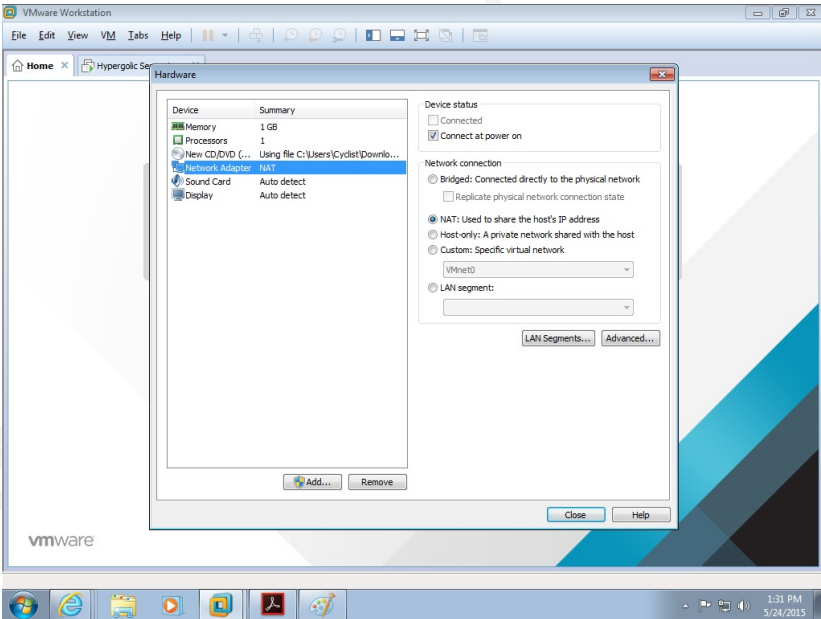 VMware Workstation
File Edit View VM Tabs Help
Home Hypergolic Se
Hardware
Device Summary
Memory 1 GB
Processors 1
New CD/DVD (... Using file C:\Users\Cyclist\Downlo...
Network Adapter NAT
Sound Card Auto detect
Display Auto detect
Add... Remove
Device status
Connected
Connect at power on
Network connection
Bridged: Connected directly to the physical network
Replicate physical network connection state
NAT: Used to share the host's IP address
Host-only: A private network shared with the host
Custom: Specific virtual network
VMnet0
LAN segment:
LAN Segments... Advanced...
Close Help
vmware
1:31 PM
5/24/2015